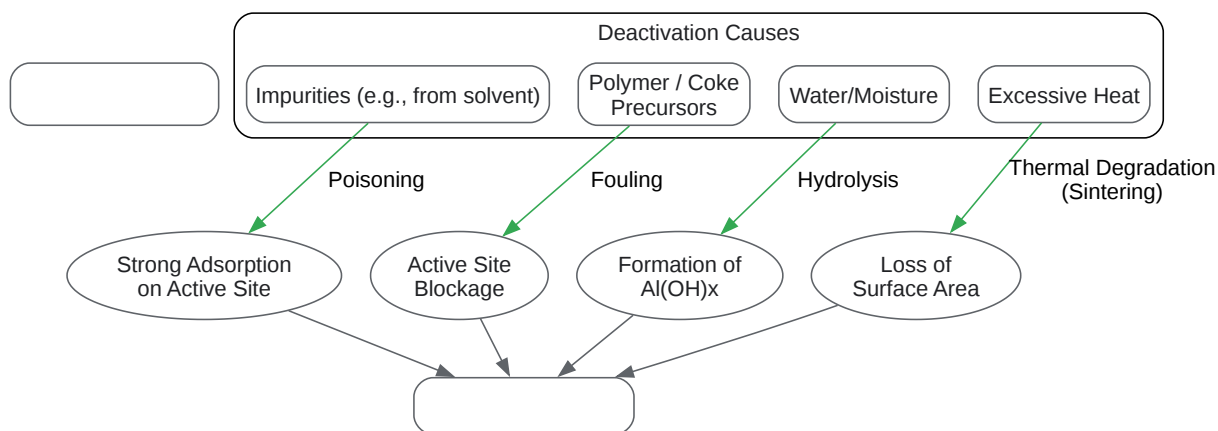 Deactivation Causes
Impurities (e.g., from solvent)
Polymer / Coke
Precursors
Water/Moisture
Excessive Heat
Poisoning
Fouling
Hydrolysis
Thermal Degradation
(Sintering)
Strong Adsorption
on Active Site
Active Site
Blockage
Formation of
Al(OH)x
Loss of
Surface Area